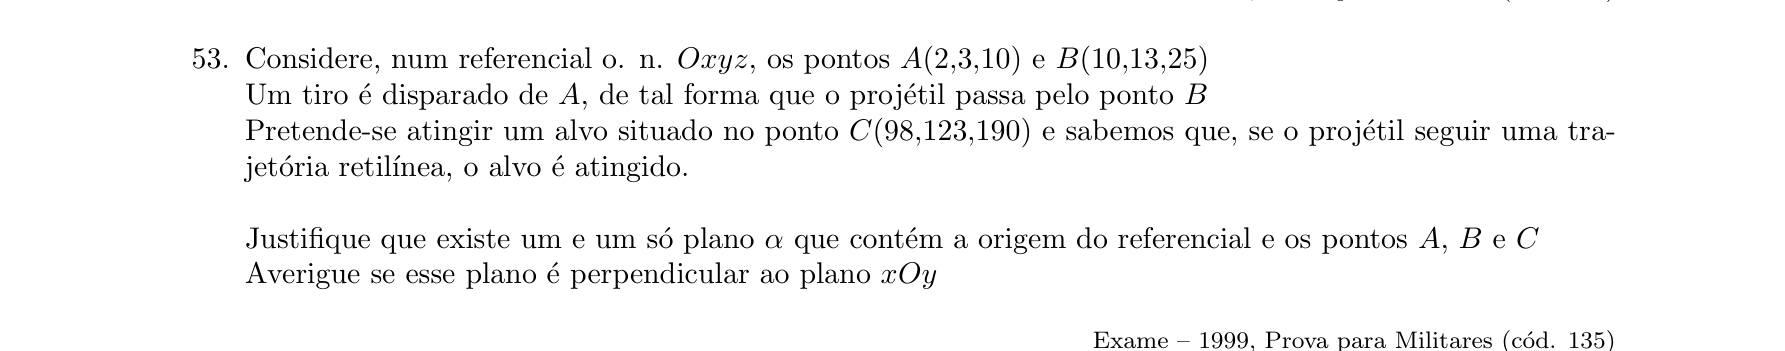 53. Considere, num referencial o. n. Oxyz, os pontos A(2,3,10) e B(10,13,25)
Um tiro é disparado de A, de tal forma que o projétil passa pelo ponto B
Pretende-se atingir um alvo situado no ponto C(98,123,190) e sabemos que, se o projétil seguir uma tra-
jetória retilínea, o alvo é atingido.
Justifique que existe um e um só plano α que contém a origem do referencial e os pontos A, B e C
Averigue se esse plano é perpendicular ao plano xOy
Exame – 1999, Prova para Militares (cód. 135)